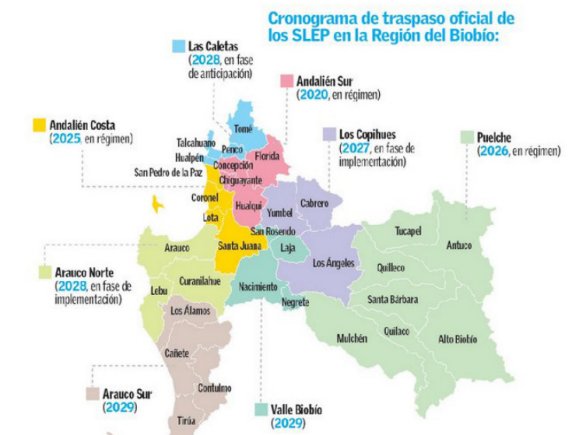 Cronograma de traspaso oficial de
los SLEP en la Región del Biobío:
Las Caletas
(2028, en fase
de anticipación)
Andalién Sur
(2020, en régimen)
Andalién Costa
(2025, en régimen)
Los Copihues
(2027, en fase de
implementación)
Puelche
(2026, en régimen)
Tomé
Talcahuano
Penco
Hualpén
Concepción
Florida
San Pedro de la Paz
Chiguayante
Coronel
Hualqui
Yumbel
Cabrero
Lota
San Rosendo
Tucapel
Arauco
Santa Juana
Laja
Antuco
Los Ángeles
Quilleco
Arauco Norte
(2028, en fase de
implementación)
Curanilahue
Lebu
Nacimiento
Negrete
Santa Bárbara
Los Álamos
Mulchén
Quilaco
Alto Biobío
Cañete
Contulmo
Arauco Sur
(2029)
Tirúa
Valle Biobío
(2029)